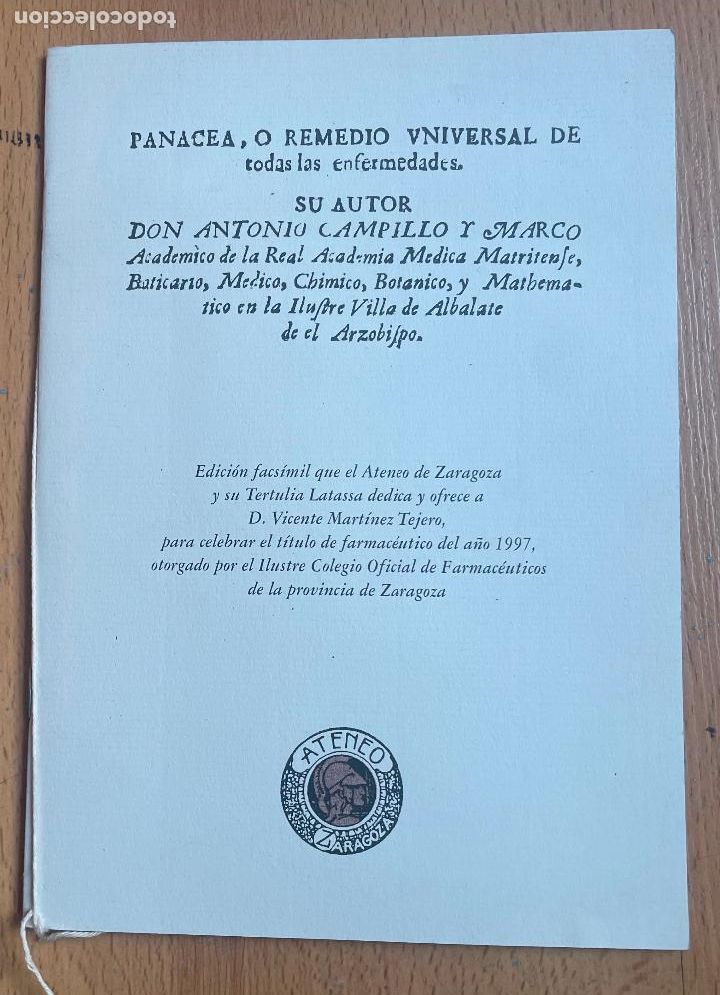 todocoleccion
PANACEA, O REMEDIO VNIVERSAL DE
todas las enfermedades.
SU AUTOR
DON ANTONIO CAMPILLO Y MARCO
Academico de la Real Academia Medica Matritenſe,
Boticario, Medico, Chimico, Botanico, y Mathema-
tico en la Iluſtre Villa de Albalate
de el Arzobiſpo.
Edición facsímil que el Ateneo de Zaragoza
y su Tertulia Latassa dedica y ofrece a
D. Vicente Martínez Tejero,
para celebrar el título de farmacéutico del año 1997,
otorgado por el Ilustre Colegio Oficial de Farmacéuticos
de la provincia de Zaragoza
ATENEO
ZARAGOZA